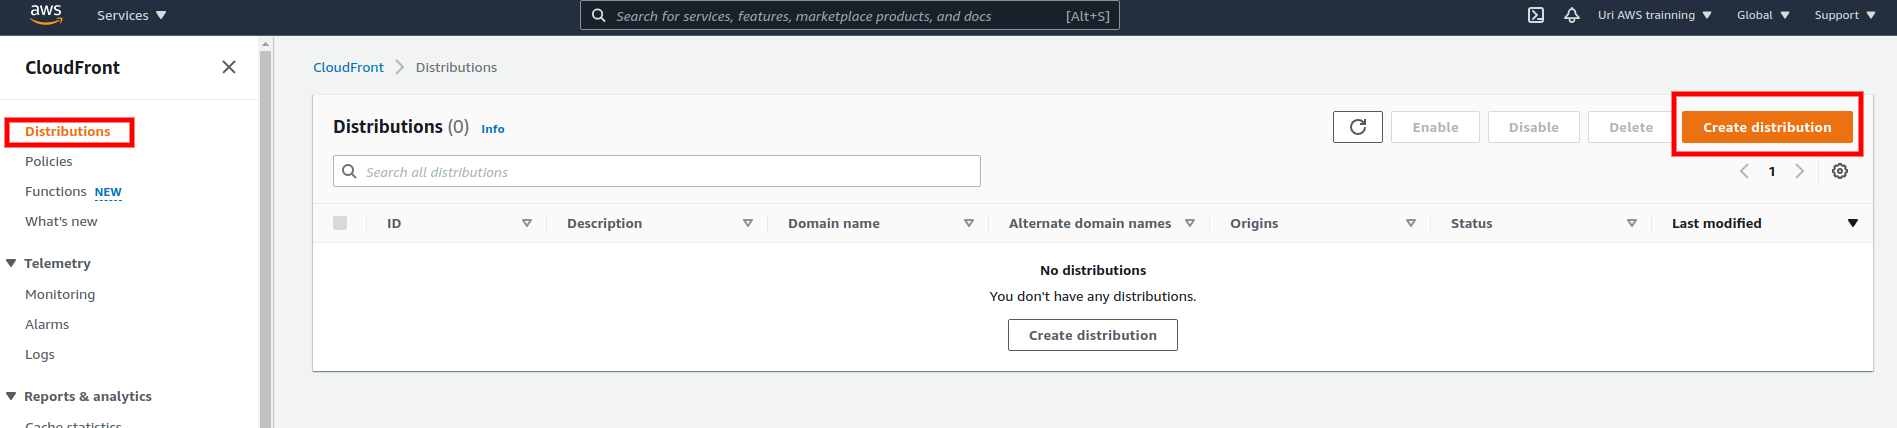 aws Services Search for services, features, marketplace products, and docs [Alt+S] Uri AWS trainning Global Support
CloudFront
Distributions
Policies
Functions NEW
What's new
Telemetry
Monitoring
Alarms
Logs
Reports & analytics
Cache statistics
CloudFront Distributions
Distributions (0) Info Enable Disable Delete Create distribution
Search all distributions 1
ID Description Domain name Alternate domain names Origins Status Last modified
No distributions
You don't have any distributions.
Create distribution